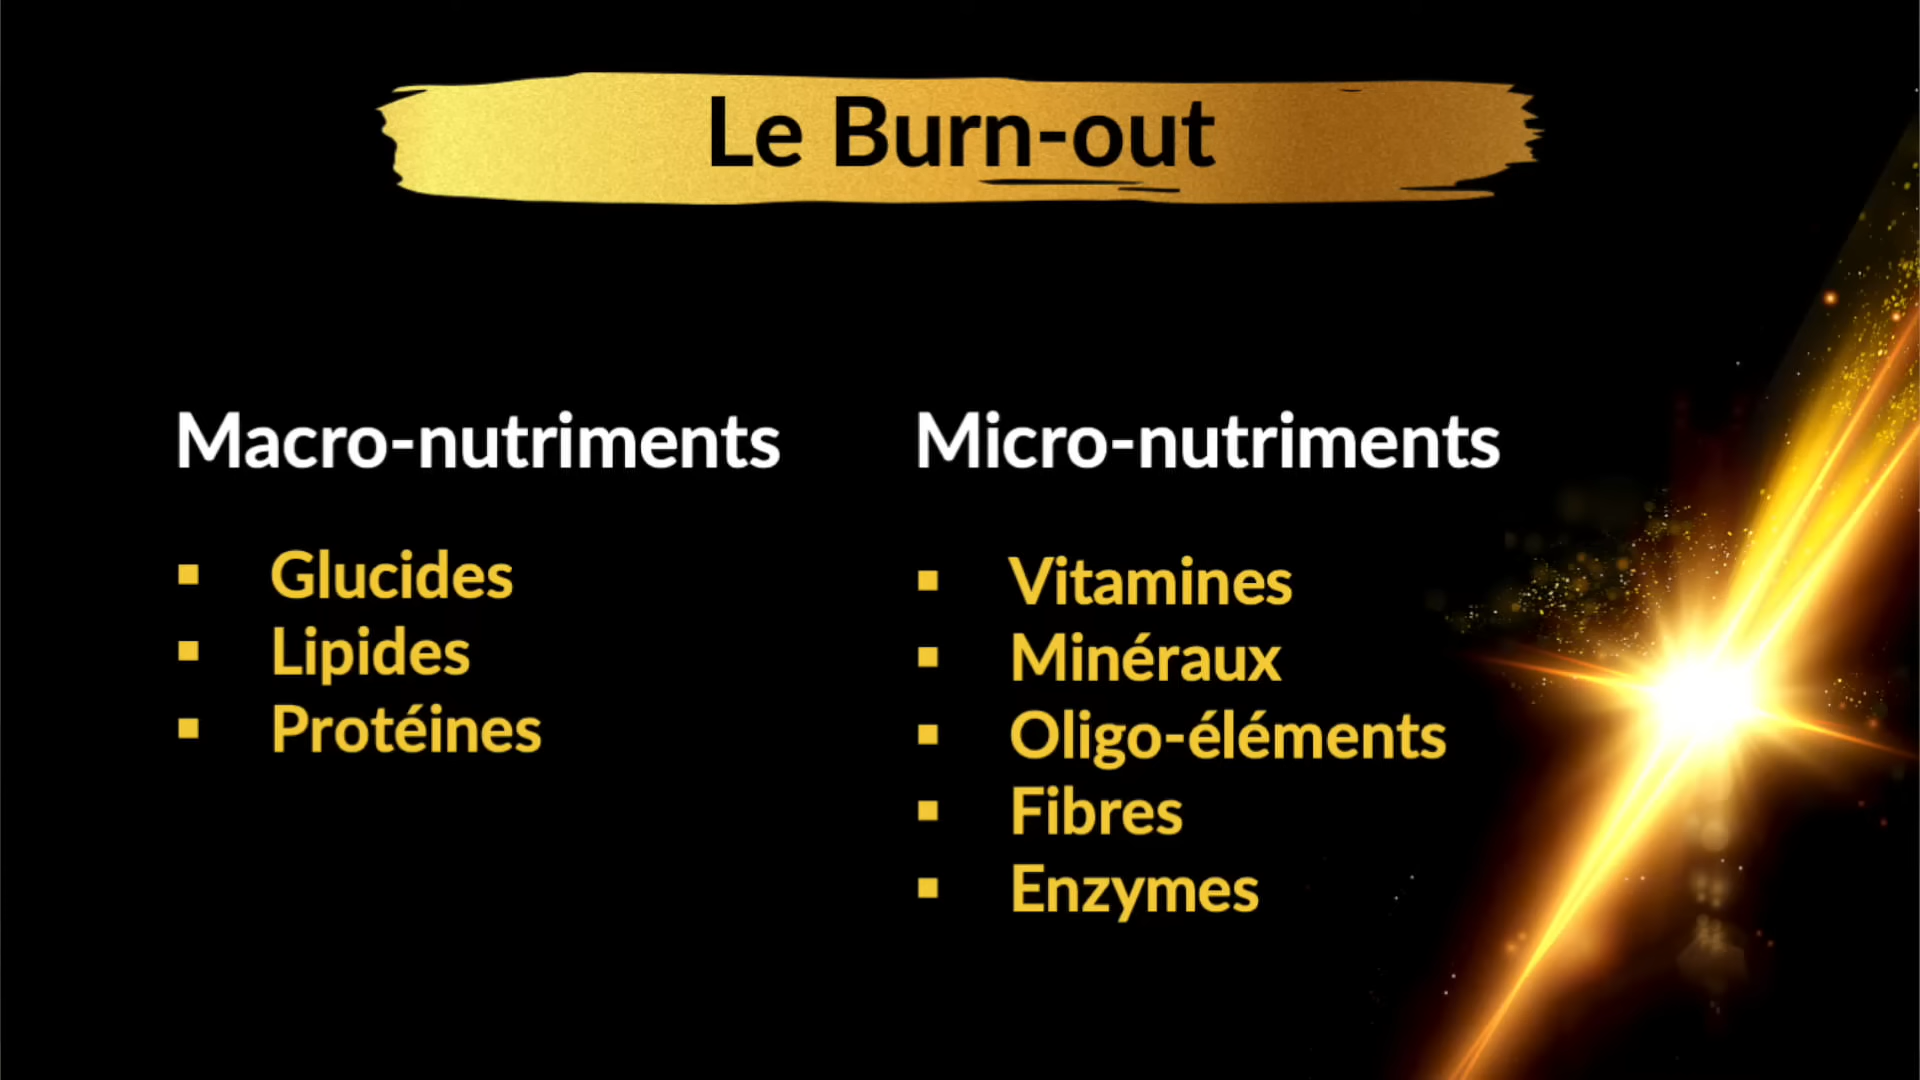 Le Burn-out
Macro-nutriments
▪ Glucides
▪ Lipides
▪ Protéines
Micro-nutriments
▪ Vitamines
▪ Minéraux
▪ Oligo-éléments
▪ Fibres
▪ Enzymes